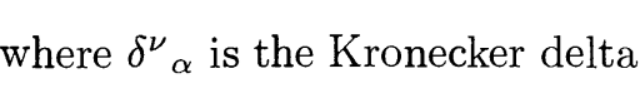 where δ^ν_α is the Kronecker delta